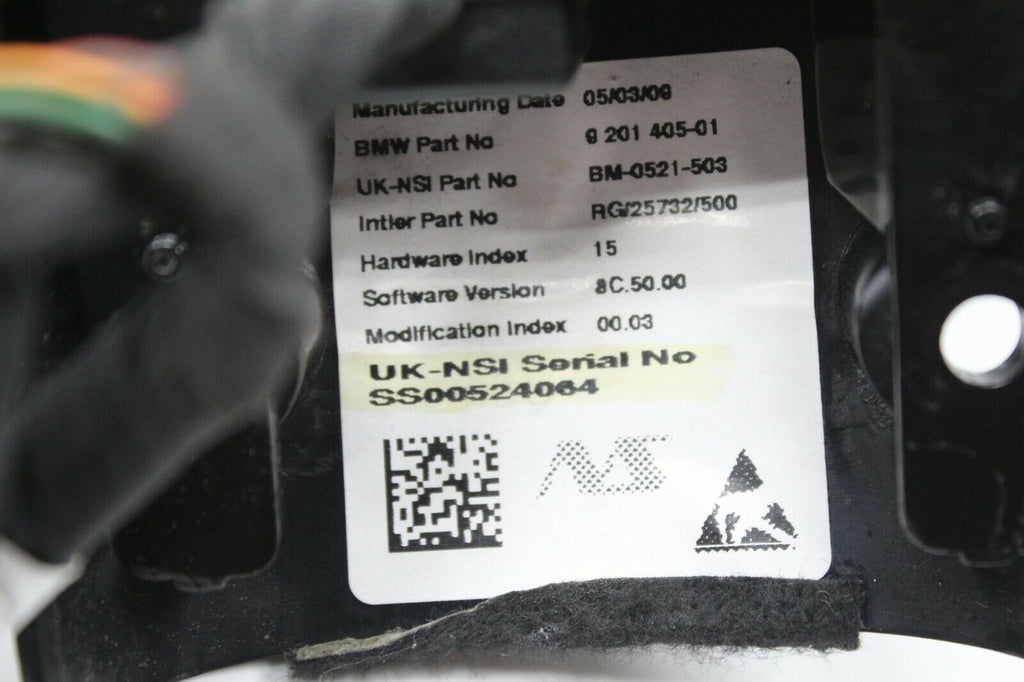 Manufacturing Date 05/03/09
BMW Part No 9 201 405-01
UK-NSI Part No BM-0521-503
Intier Part No RG/25732/500
Hardware Index 15
Software Version 8C.50.00
Modification Index 00.03
UK-NSI Serial No
SS00524064
NS